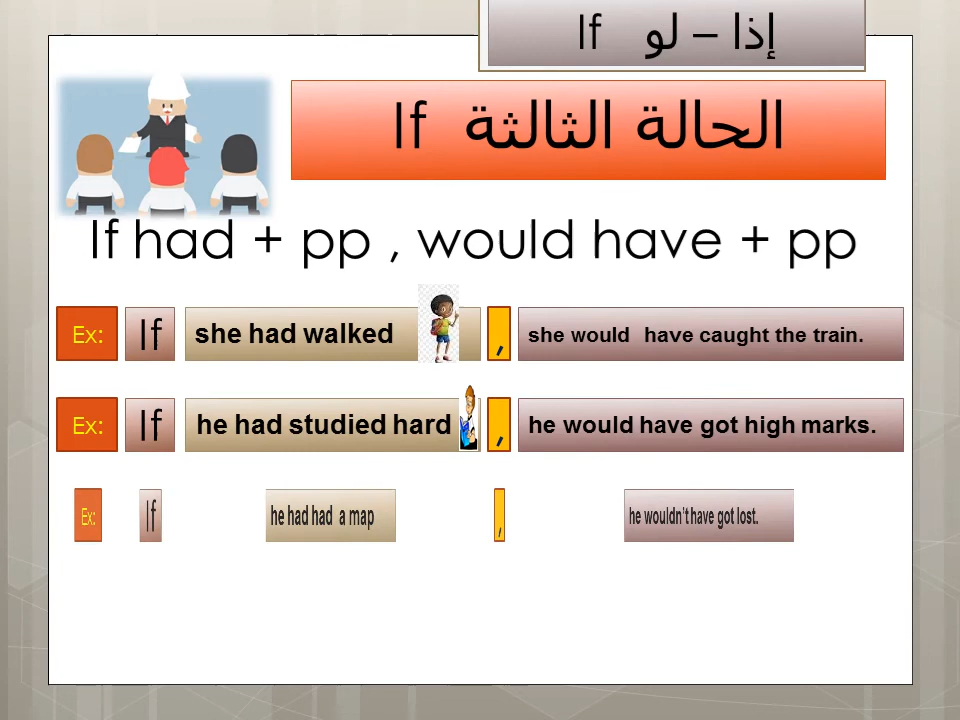 If إذا – لو
If الحالة الثالثة
If had + pp , would have + pp
Ex: If she had walked , she would have caught the train.
Ex: If he had studied hard , he would have got high marks.
Ex: If he had had a map , he wouldn't have got lost.